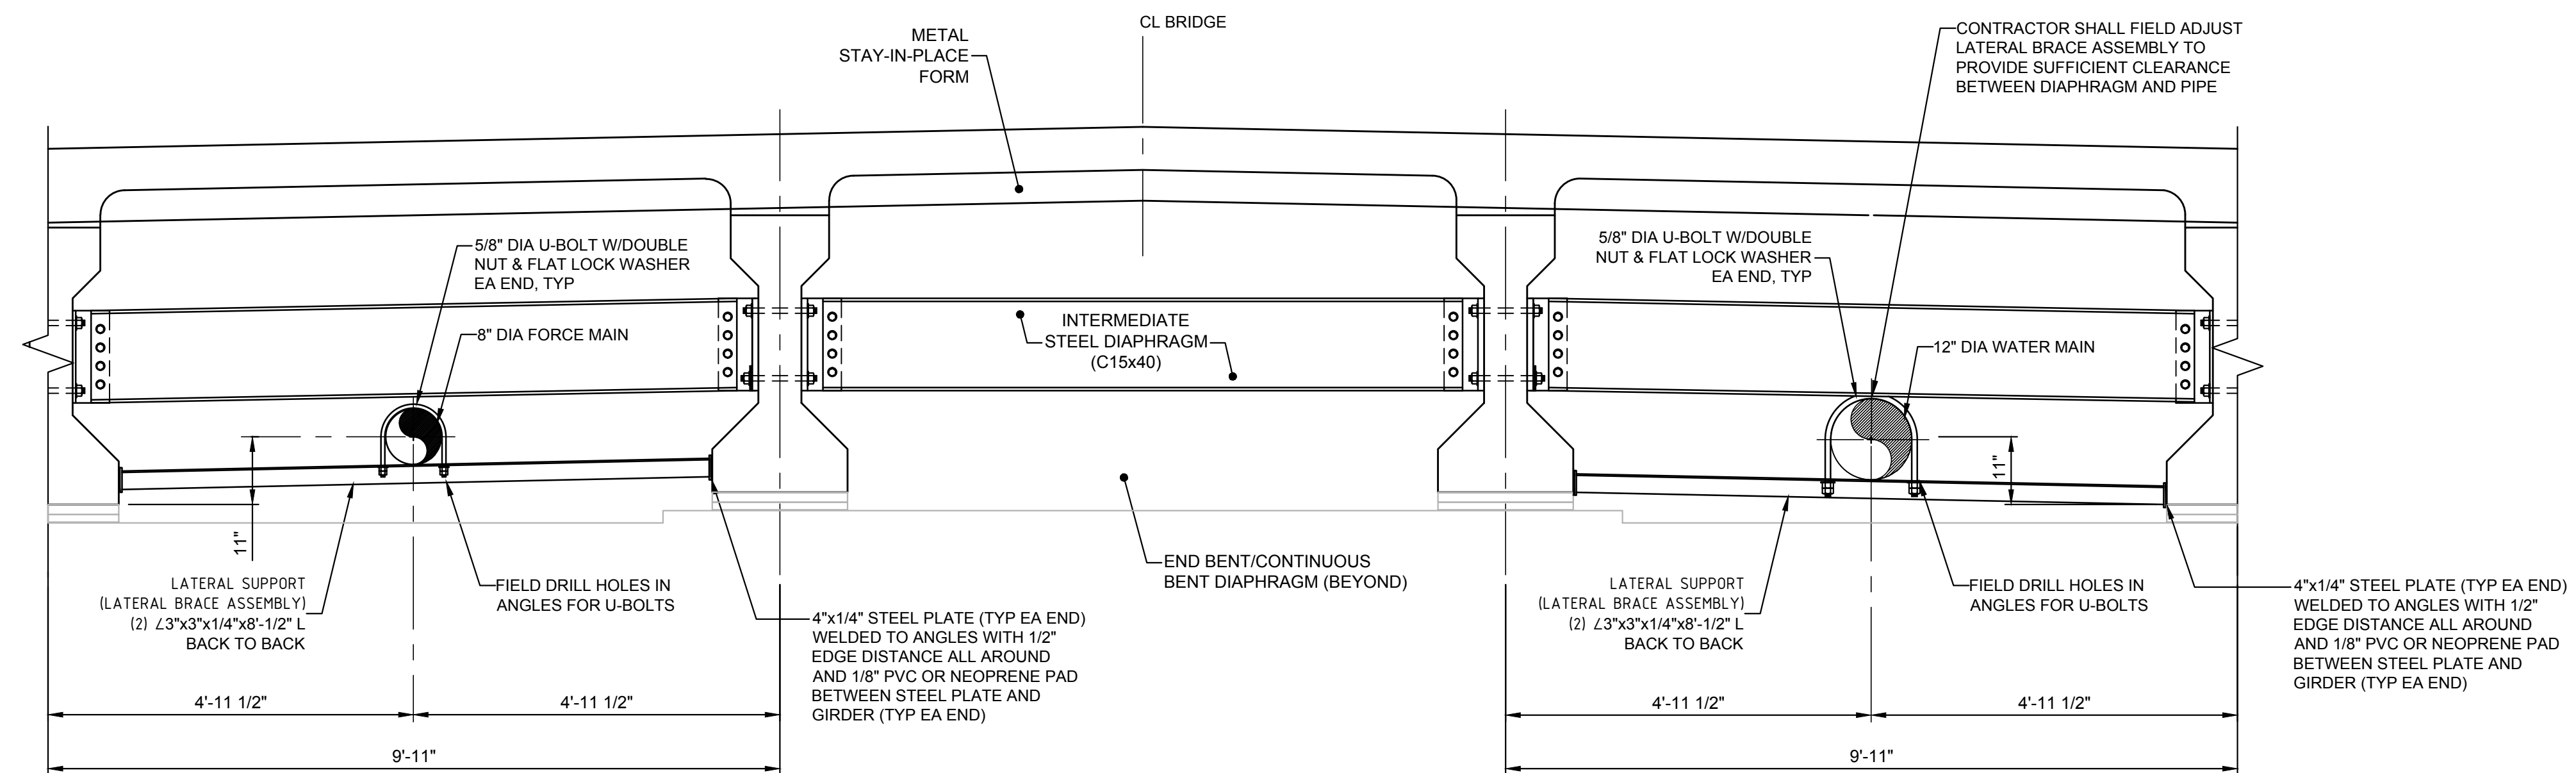 CL BRIDGE
METAL
STAY-IN-PLACE
FORM
CONTRACTOR SHALL FIELD ADJUST
LATERAL BRACE ASSEMBLY TO
PROVIDE SUFFICIENT CLEARANCE
BETWEEN DIAPHRAGM AND PIPE
5/8" DIA U-BOLT W/DOUBLE
NUT & FLAT LOCK WASHER
EA END, TYP
8" DIA FORCE MAIN
INTERMEDIATE
STEEL DIAPHRAGM
(C15x40)
5/8" DIA U-BOLT W/DOUBLE
NUT & FLAT LOCK WASHER
EA END, TYP
12" DIA WATER MAIN
11"
11"
LATERAL SUPPORT
(LATERAL BRACE ASSEMBLY)
(2) ∠3"x3"x1/4"x8'-1/2" L
BACK TO BACK
FIELD DRILL HOLES IN
ANGLES FOR U-BOLTS
4"x1/4" STEEL PLATE (TYP EA END)
WELDED TO ANGLES WITH 1/2"
EDGE DISTANCE ALL AROUND
AND 1/8" PVC OR NEOPRENE PAD
BETWEEN STEEL PLATE AND
GIRDER (TYP EA END)
END BENT/CONTINUOUS
BENT DIAPHRAGM (BEYOND)
LATERAL SUPPORT
(LATERAL BRACE ASSEMBLY)
(2) ∠3"x3"x1/4"x8'-1/2" L
BACK TO BACK
FIELD DRILL HOLES IN
ANGLES FOR U-BOLTS
4"x1/4" STEEL PLATE (TYP EA END)
WELDED TO ANGLES WITH 1/2"
EDGE DISTANCE ALL AROUND
AND 1/8" PVC OR NEOPRENE PAD
BETWEEN STEEL PLATE AND
GIRDER (TYP EA END)
4'-11 1/2"
4'-11 1/2"
4'-11 1/2"
4'-11 1/2"
9'-11"
9'-11"